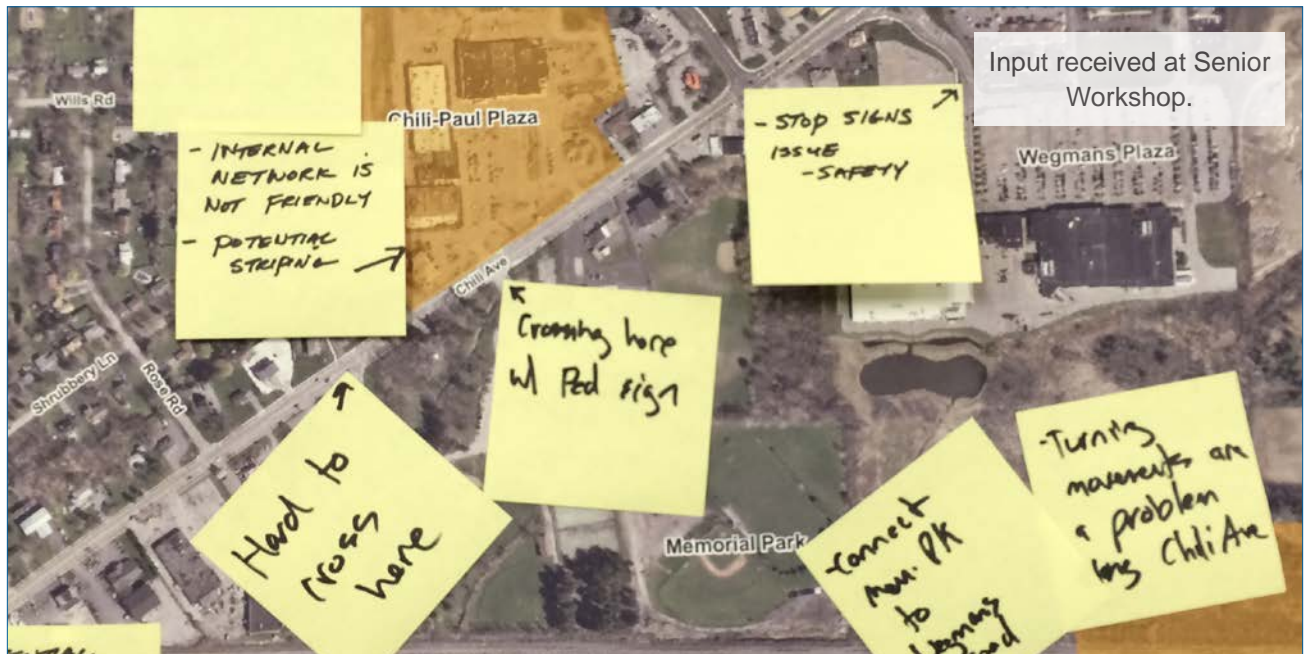 Input received at Senior
Workshop.
Wills Rd
Chili-Paul Plaza
- INTERNAL
NETWORK IS
NOT FRIENDLY
- POTENTIAL
STRIPING
- STOP SIGNS
ISSUE
- SAFETY
Wegmans Plaza
Chili Ave
Crossing here
w/ Ped sign
Shrubbery Ln
Rose Rd
Hard to
cross
here
Memorial Park
- Connect
mem. PK
to
Wegmans
- Turning
movements are
a problem
Chili Ave